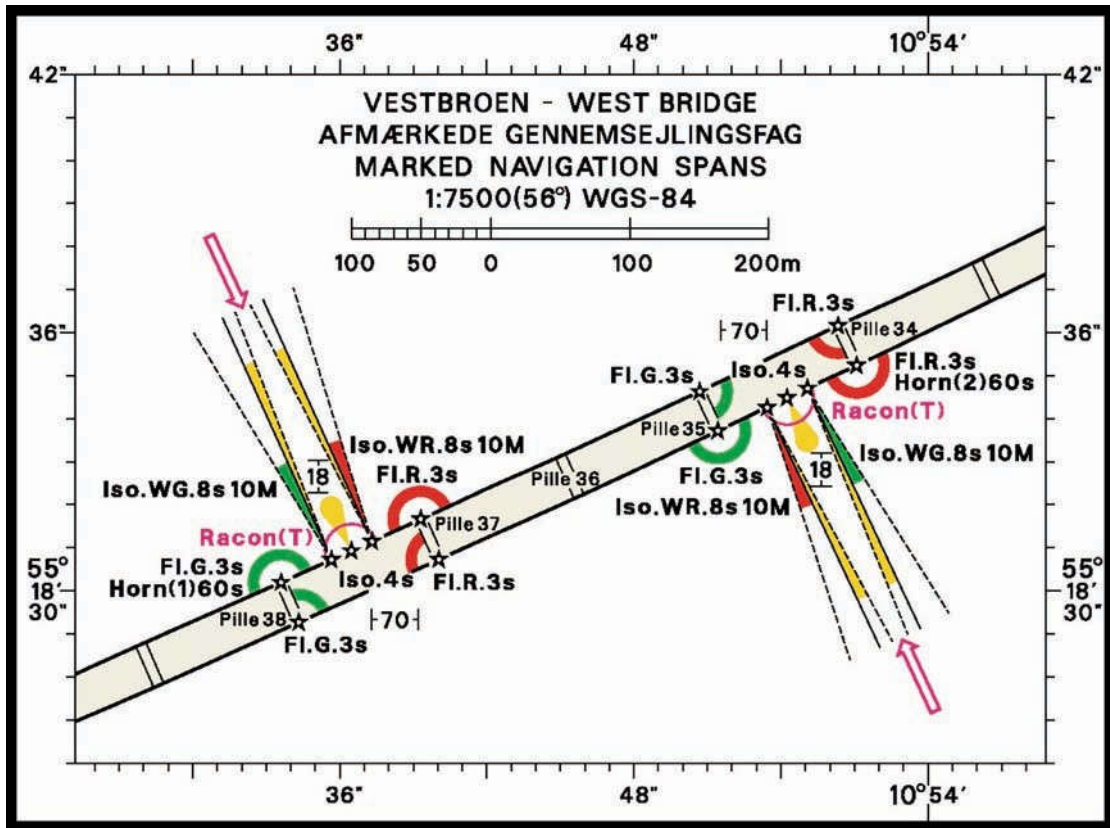 36" 48" 10°54'
42" 42"
VESTBROEN - WEST BRIDGE
AFMÆRKEDE GENNEMSEJLINGSFAG
MARKED NAVIGATION SPANS
1:7500(56°) WGS-84
100 50 0 100 200m
36" 36"
Fl.R.3s
70
Pille 34
Fl.R.3s
Horn(2)60s
Iso.4s
Fl.G.3s
Racon(T)
Pille 35
Iso.WR.8s 10M
18
Iso.WG.8s 10M
Fl.G.3s
Iso.WR.8s 10M
Fl.R.3s
18
Pille 36
Iso.WG.8s 10M
Pille 37
Racon(T)
Fl.G.3s
Horn(1)60s
Iso.4s
Fl.R.3s
55°
18'
30"
55°
18'
30"
Pille 38
70
Fl.G.3s
36" 48" 10°54'